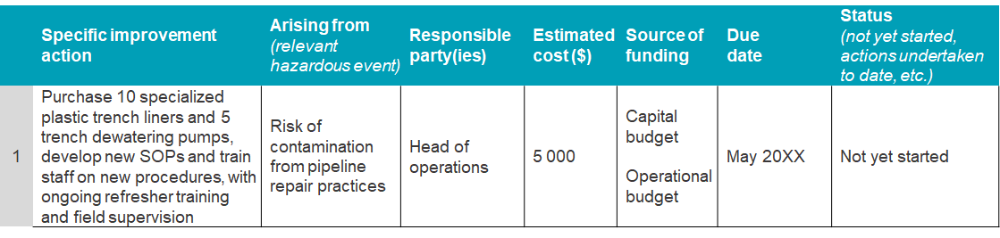 Specific improvement
action
Arising from
(relevant
hazardous event)
Responsible
party(ies)
Estimated
cost ($)
Source of
funding
Due
date
Status
(not yet started,
actions undertaken
to date, etc.)
1
Purchase 10 specialized
plastic trench liners and 5
trench dewatering pumps,
develop new SOPs and train
staff on new procedures, with
ongoing refresher training
and field supervision
Risk of
contamination
from pipeline
repair practices
Head of
operations
5 000
Capital
budget
Operational
budget
May 20XX
Not yet started